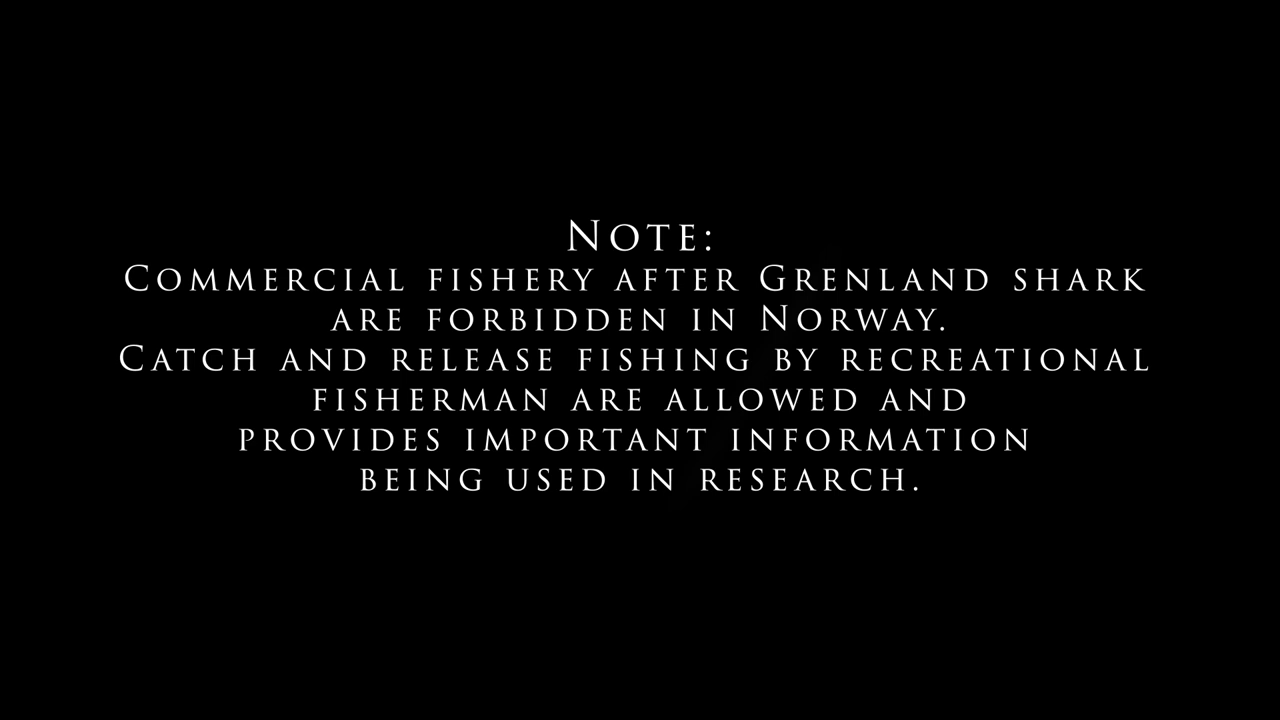 Note:
Commercial fishery after Grenland shark
are forbidden in Norway.
Catch and release fishing by recreational
fisherman are allowed and
provides important information
being used in research.